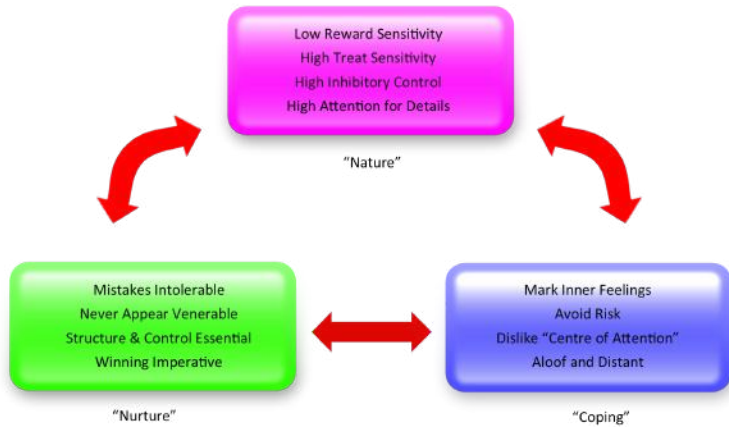 Low Reward Sensitivity
High Treat Sensitivity
High Inhibitory Control
High Attention for Details
“Nature”
Mistakes Intolerable
Never Appear Venerable
Structure & Control Essential
Winning Imperative
“Nurture”
Mark Inner Feelings
Avoid Risk
Dislike “Centre of Attention”
Aloof and Distant
“Coping”